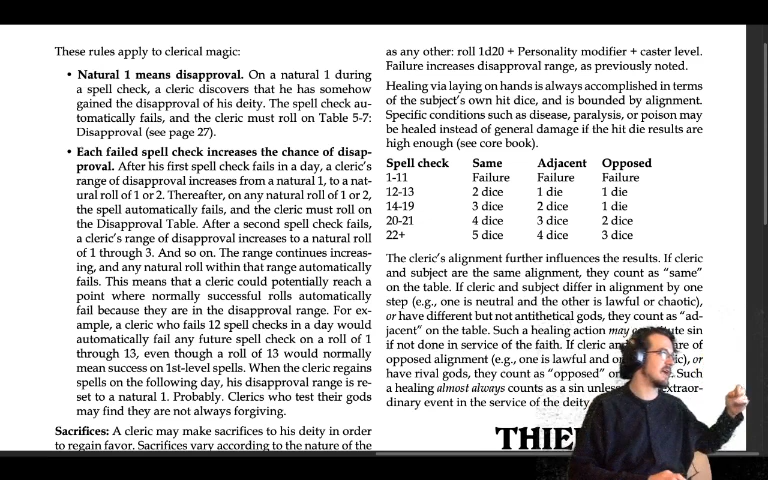 These rules apply to clerical magic:
• Natural 1 means disapproval. On a natural 1 during
a spell check, a cleric discovers that he has somehow
gained the disapproval of his deity. The spell check au-
tomatically fails, and the cleric must roll on Table 5-7:
Disapproval (see page 27).
• Each failed spell check increases the chance of disap-
proval. After his first spell check fails in a day, a cleric's
range of disapproval increases from a natural 1, to a nat-
ural roll of 1 or 2. Thereafter, on any natural roll of 1 or 2,
the spell automatically fails, and the cleric must roll on
the Disapproval Table. After a second spell check fails,
a cleric's range of disapproval increases to a natural roll
of 1 through 3. And so on. The range continues increas-
ing, and any natural roll within that range automatically
fails. This means that a cleric could potentially reach a
point where normally successful rolls automatically
fail because they are in the disapproval range. For ex-
ample, a cleric who fails 12 spell checks in a day would
automatically fail any future spell check on a roll of 1
through 13, even though a roll of 13 would normally
mean success on 1st-level spells. When the cleric regains
spells on the following day, his disapproval range is re-
set to a natural 1. Probably. Clerics who test their gods
may find they are not always forgiving.
Sacrifices: A cleric may make sacrifices to his deity in order
to regain favor. Sacrifices vary according to the nature of the
as any other: roll 1d20 + Personality modifier + caster level.
Failure increases disapproval range, as previously noted.
Healing via laying on hands is always accomplished in terms
of the subject's own hit dice, and is bounded by alignment.
Specific conditions such as disease, paralysis, or poison may
be healed instead of general damage if the hit die results are
high enough (see core book).
Spell check Same Adjacent Opposed
1-11 Failure Failure Failure
12-13 2 dice 1 die 1 die
14-19 3 dice 2 dice 1 die
20-21 4 dice 3 dice 2 dice
22+ 5 dice 4 dice 3 dice
The cleric's alignment further influences the results. If cleric
and subject are the same alignment, they count as "same"
on the table. If cleric and subject differ in alignment by one
step (e.g., one is neutral and the other is lawful or chaotic),
or have different but not antithetical gods, they count as "ad-
jacent" on the table. Such a healing action may sin
if not done in service of the faith. If cleric are of
opposed alignment (e.g., one is lawful and or
have rival gods, they count as "opposed" Such
a healing almost always counts as a sin unless
dinary event in the service of the deity